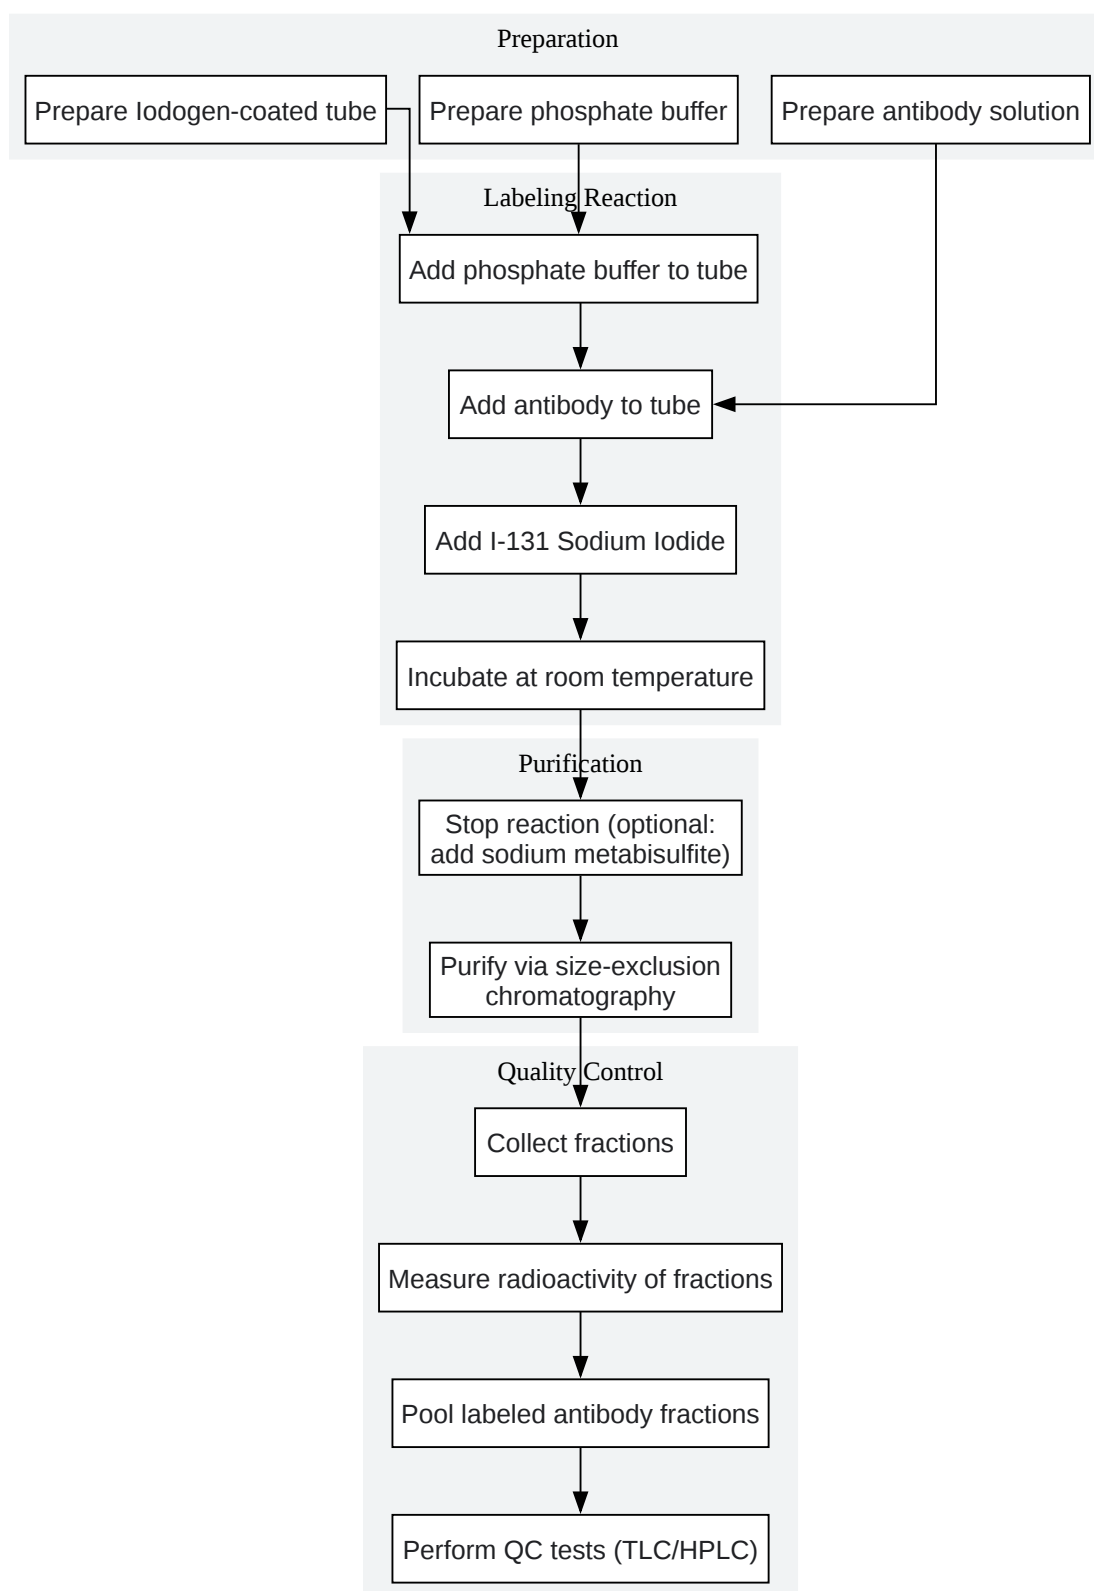 Preparation
Prepare Iodogen-coated tube
Prepare phosphate buffer
Prepare antibody solution
Labeling Reaction
Add phosphate buffer to tube
Add antibody to tube
Add I-131 Sodium Iodide
Incubate at room temperature
Purification
Stop reaction (optional:
add sodium metabisulfite)
Purify via size-exclusion
chromatography
Quality Control
Collect fractions
Measure radioactivity of fractions
Pool labeled antibody fractions
Perform QC tests (TLC/HPLC)